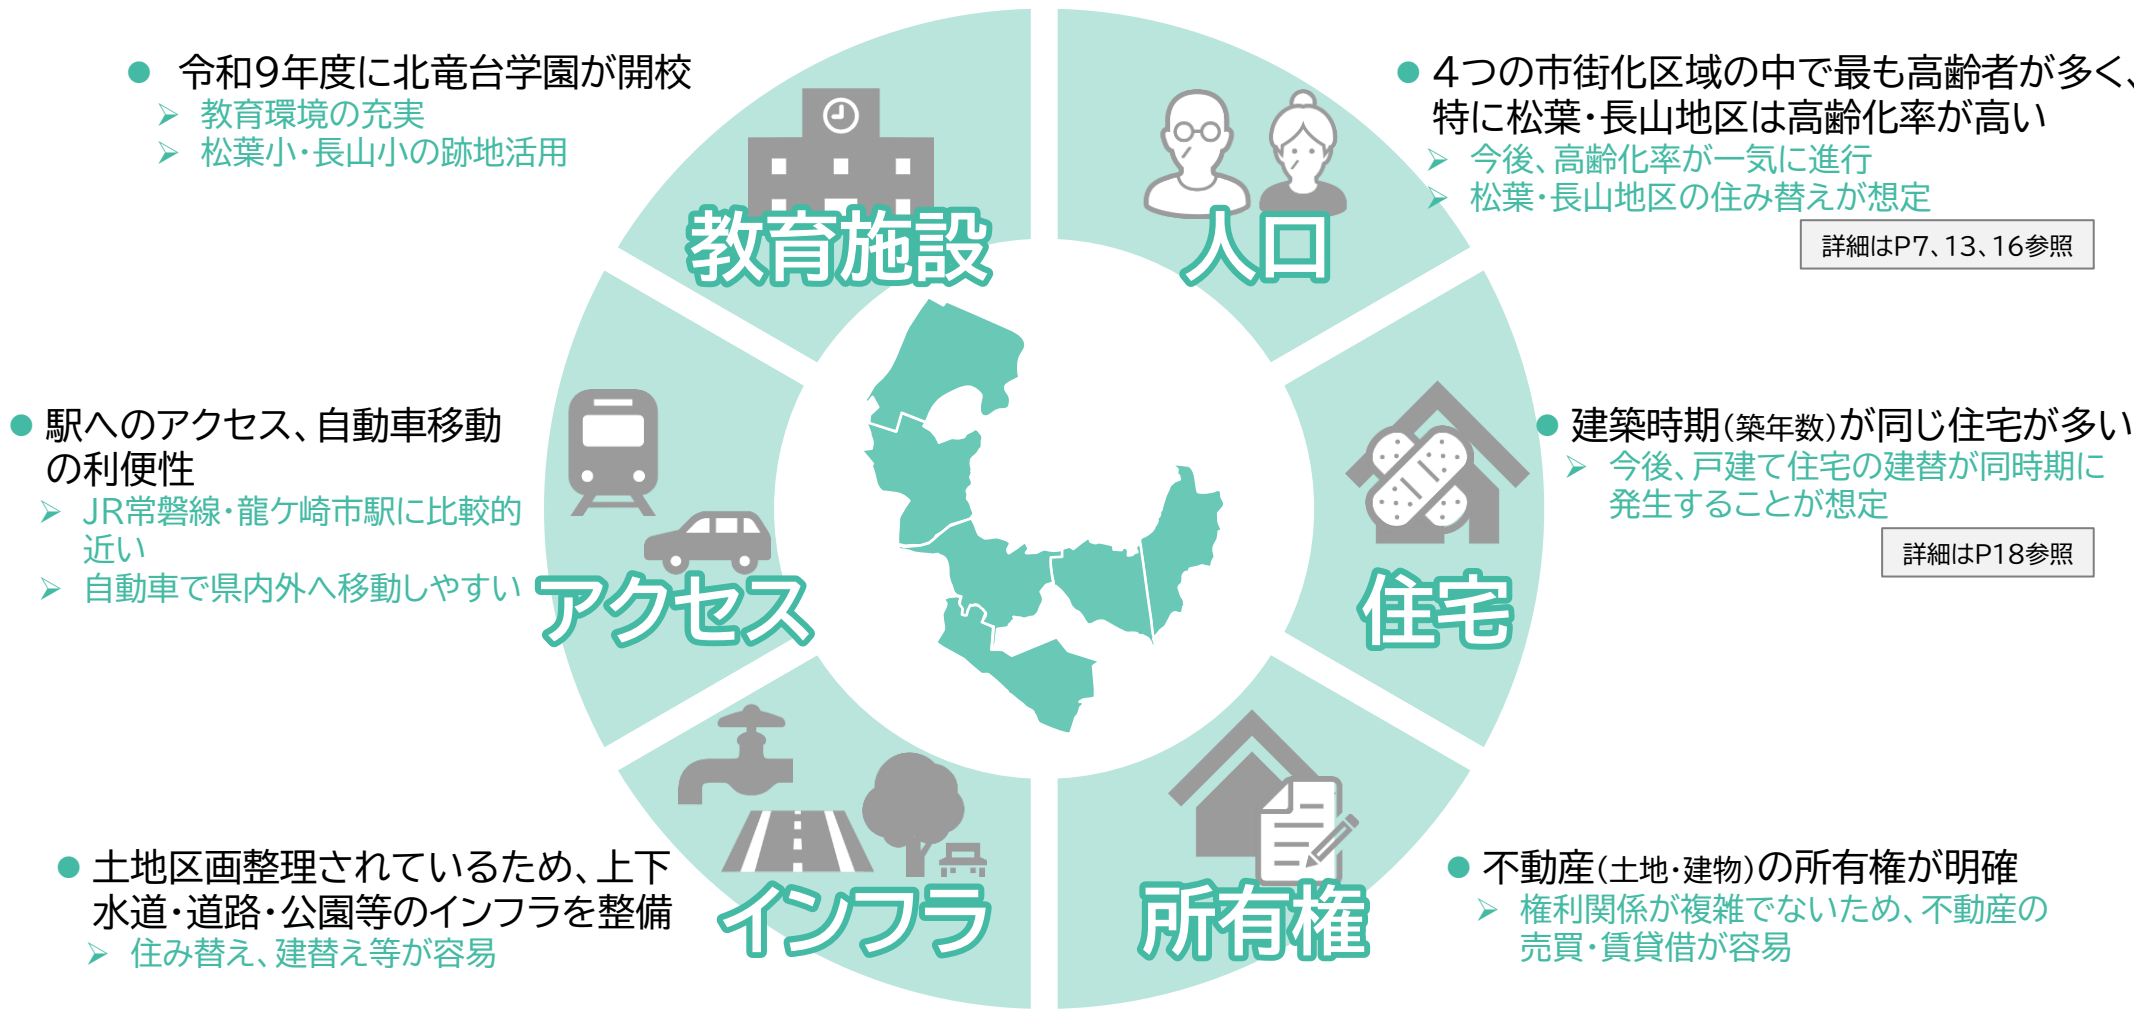 令和9年度に北竜台学園が開校
教育環境の充実
松葉小・長山小の跡地活用
教育施設
4つの市街化区域の中で最も高齢者が多く、
特に松葉・長山地区は高齢化率が高い
今後、高齢化率が一気に進行
松葉・長山地区の住み替えが想定
詳細はP7、13、16参照
人口
駅へのアクセス、自動車移動
の利便性
JR常磐線・龍ケ崎市駅に比較的
近い
自動車で県内外へ移動しやすい
アクセス
建築時期(築年数)が同じ住宅が多い
今後、戸建て住宅の建替が同時期に
発生することが想定
詳細はP18参照
住宅
土地区画整理されているため、上下
水道・道路・公園等のインフラを整備
住み替え、建替え等が容易
インフラ
不動産(土地・建物)の所有権が明確
権利関係が複雑でないため、不動産の
売買・賃貸借が容易
所有権